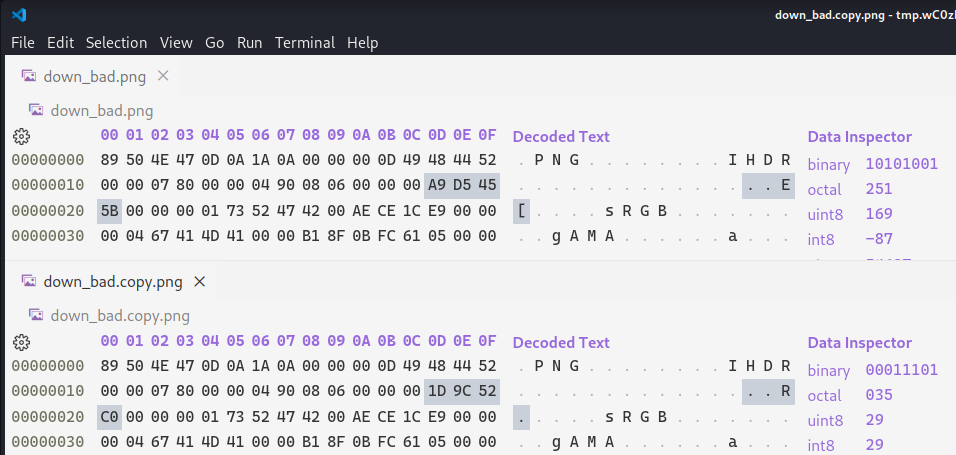 down_bad.copy.png - tmp.wC0z
File Edit Selection View Go Run Terminal Help
down_bad.png
down_bad.png
00 01 02 03 04 05 06 07 08 09 0A 0B 0C 0D 0E 0F Decoded Text Data Inspector
00000000 89 50 4E 47 0D 0A 1A 0A 00 00 00 0D 49 48 44 52 . P N G . . . . . . . . I H D R binary 10101001
00000010 00 00 07 80 00 00 04 90 08 06 00 00 00 A9 D5 45 . . . . . . . . . . . . . . . E octal 251
00000020 5B 00 00 00 01 73 52 47 42 00 AE CE 1C E9 00 00 [ . . . . s R G B . . . . . . . uint8 169
00000030 00 04 67 41 4D 41 00 00 B1 8F 0B FC 61 05 00 00 . . g A M A . . . . . . a . . . int8 −87
down_bad.copy.png
down_bad.copy.png
00 01 02 03 04 05 06 07 08 09 0A 0B 0C 0D 0E 0F Decoded Text Data Inspector
00000000 89 50 4E 47 0D 0A 1A 0A 00 00 00 0D 49 48 44 52 . P N G . . . . . . . . I H D R binary 00011101
00000010 00 00 07 80 00 00 04 90 08 06 00 00 00 1D 9C 52 . . . . . . . . . . . . . . . R octal 035
00000020 C0 00 00 00 01 73 52 47 42 00 AE CE 1C E9 00 00 . . . . . s R G B . . . . . . . uint8 29
00000030 00 04 67 41 4D 41 00 00 B1 8F 0B FC 61 05 00 00 . . g A M A . . . . . . a . . . int8 29